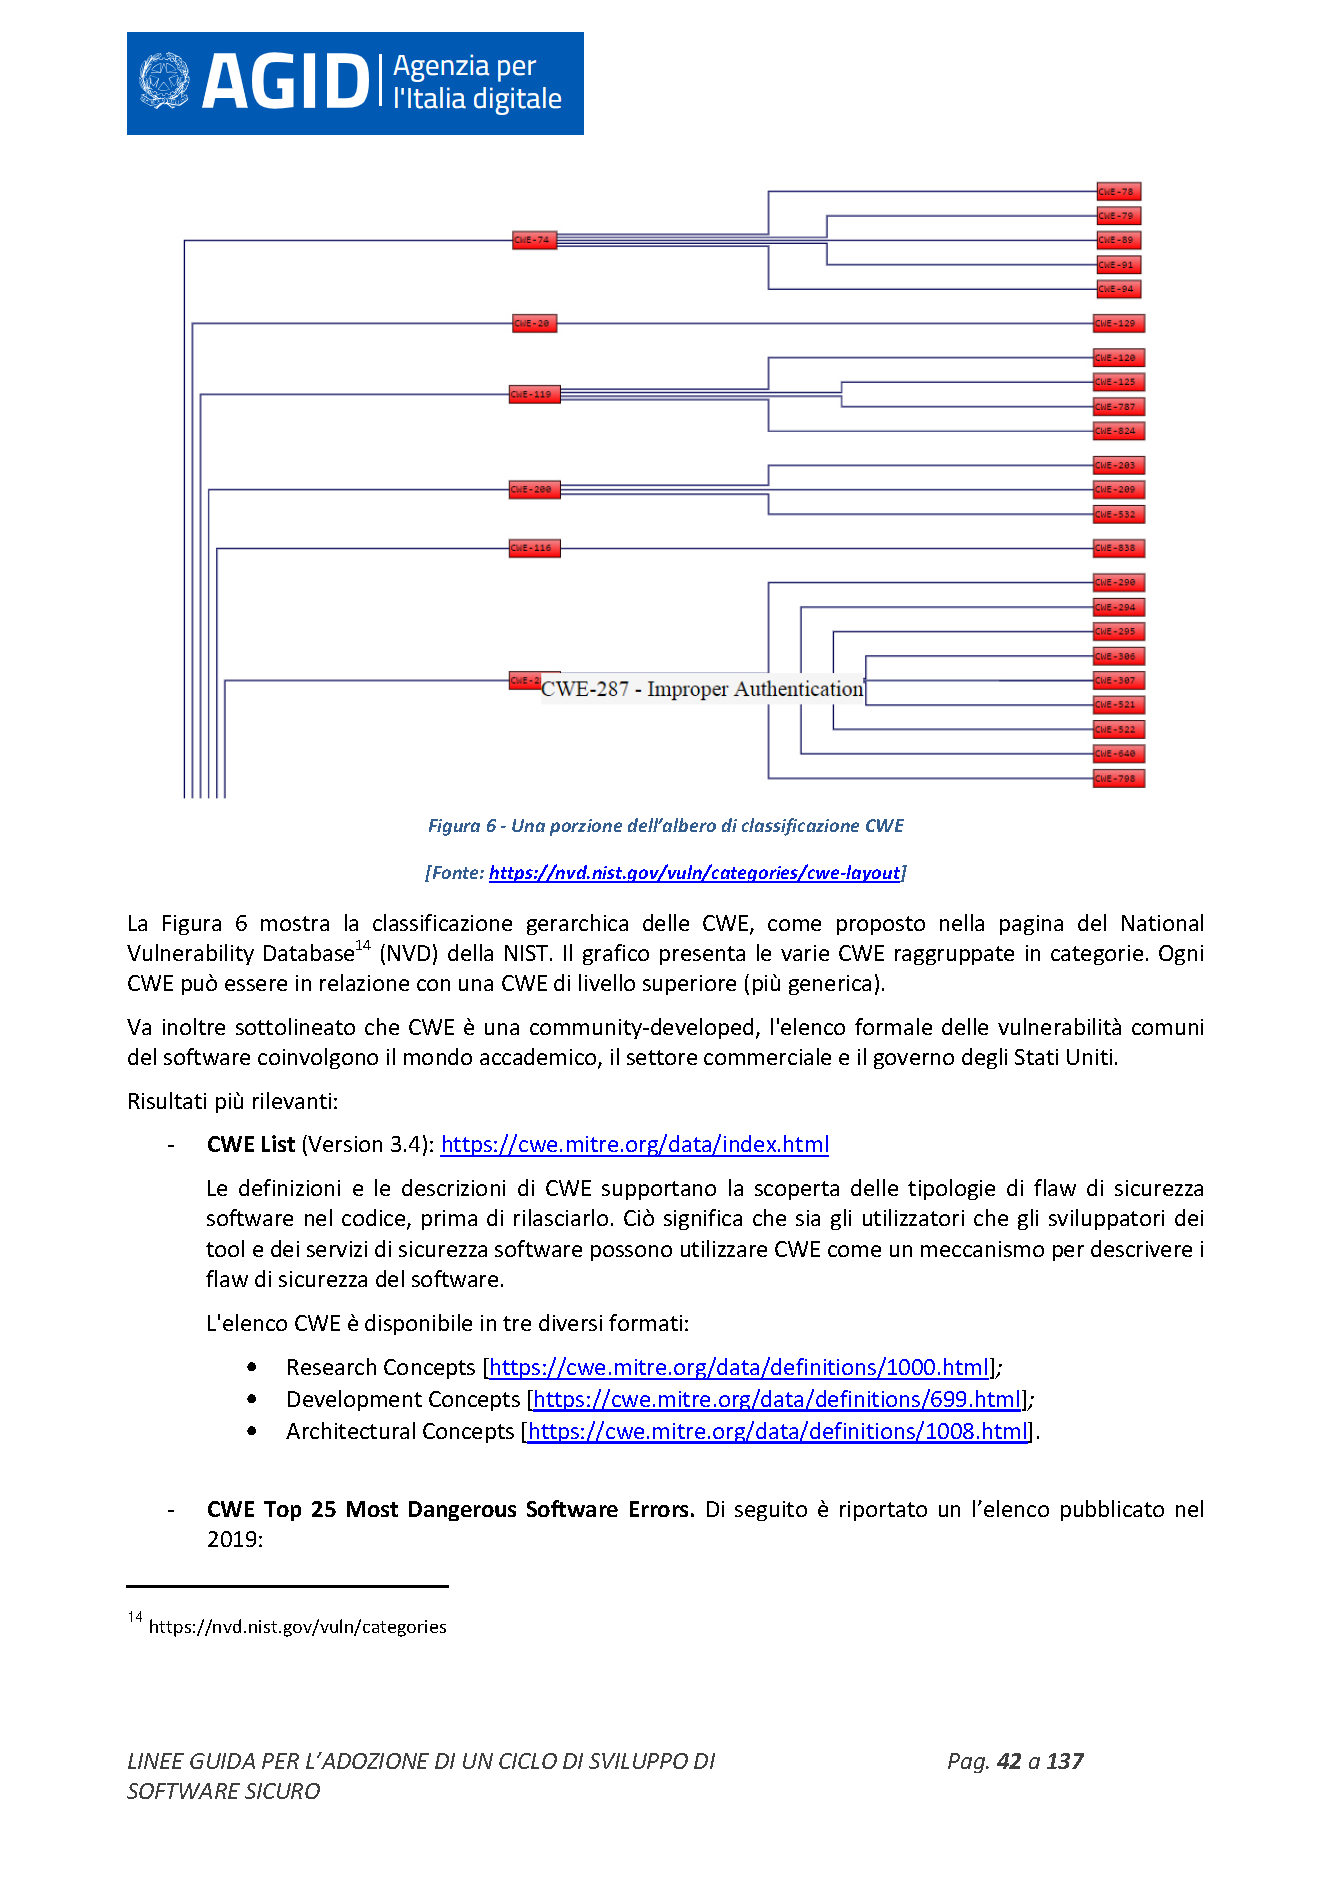 AGID
Agenzia per
l'Italia digitale
CWE-78
CWE-79
CWE-74
CWE-89
CWE-91
CWE-94
CWE-20
CWE-129
CWE-120
CWE-125
CWE-119
CWE-787
CWE-824
CWE-203
CWE-200
CWE-209
CWE-532
CWE-116
CWE-838
CWE-290
CWE-294
CWE-295
CWE-306
CWE-2
CWE-287 - Improper Authentication
CWE-307
CWE-521
CWE-522
CWE-640
CWE-798
Figura 6 - Una porzione dell’albero di classificazione CWE
[Fonte: https://nvd.nist.gov/vuln/categories/cwe-layout]
La Figura 6 mostra la classificazione gerarchica delle CWE, come proposto nella pagina del National
Vulnerability Database14 (NVD) della NIST. Il grafico presenta le varie CWE raggruppate in categorie. Ogni
CWE può essere in relazione con una CWE di livello superiore (più generica).
Va inoltre sottolineato che CWE è una community-developed, l'elenco formale delle vulnerabilità comuni
del software coinvolgono il mondo accademico, il settore commerciale e il governo degli Stati Uniti.
Risultati più rilevanti:
- CWE List (Version 3.4): https://cwe.mitre.org/data/index.html
Le definizioni e le descrizioni di CWE supportano la scoperta delle tipologie di flaw di sicurezza
software nel codice, prima di rilasciarlo. Ciò significa che sia gli utilizzatori che gli sviluppatori dei
tool e dei servizi di sicurezza software possono utilizzare CWE come un meccanismo per descrivere i
flaw di sicurezza del software.
L'elenco CWE è disponibile in tre diversi formati:
• Research Concepts [https://cwe.mitre.org/data/definitions/1000.html];
• Development Concepts [https://cwe.mitre.org/data/definitions/699.html];
• Architectural Concepts [https://cwe.mitre.org/data/definitions/1008.html].
- CWE Top 25 Most Dangerous Software Errors. Di seguito è riportato un l’elenco pubblicato nel
2019:
14 https://nvd.nist.gov/vuln/categories
LINEE GUIDA PER L’ADOZIONE DI UN CICLO DI SVILUPPO DI
SOFTWARE SICURO
Pag. 42 a 137